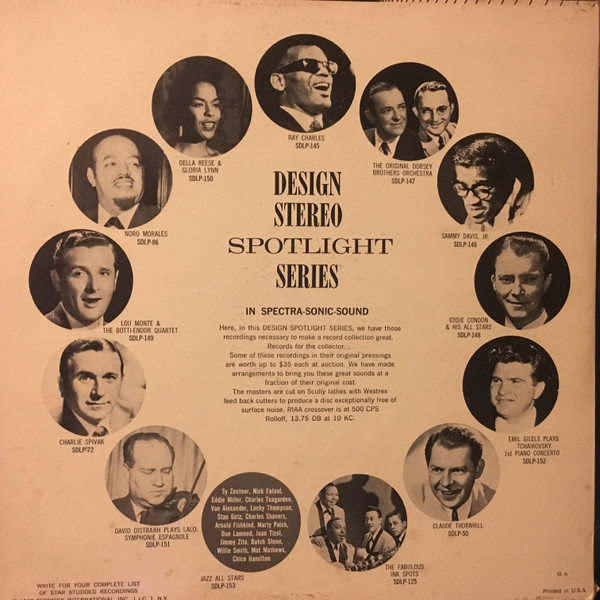 RAY CHARLES
SDLP-145
THE ORIGINAL DORSEY
BROTHERS ORCHESTRA
SDLP-147
SAMMY DAVIS, JR.
SDLP-146
EDDIE CONDON
& HIS ALL STARS
SDLP-148
EMIL GILELS PLAYS
TCHAIKOVSKY
1st PIANO CONCERTO
SDLP-152
CLAUDE THORNHILL
SDLP-50
THE FABULOUS
INK SPOTS
SDLP-125
Sy Zentner, Nick Fatool,
Eddie Miller, Charles Teagarden,
Van Alexander, Lucky Thompson,
Stan Getz, Charles Shavers,
Arnold Fishkind, Marty Paich,
Don Lamond, Juan Tizol,
Jimmy Zito, Butch Stone,
Willie Smith, Mat Mathews,
Chico Hamilton
JAZZ ALL STARS
SDLP-153
DAVID OISTRAKH PLAYS LALO
SYMPHONIE ESPAGNOLE
SDLP-151
CHARLIE SPIVAK
SDLP'72
LOU MONTE &
THE BOTTI-ENDOR QUARTET
SDLP-149
NORO MORALES
SDLP-86
DELLA REESE &
GLORIA LYNN
SDLP-150
DESIGN
STEREO
SPOTLIGHT
SERIES
IN SPECTRA-SONIC-SOUND
Here, in this DESIGN SPOTLIGHT SERIES, we have those
recordings necessary to make a record collection great.
Records for the collector. . .
Some of these recordings in their original pressings
are worth up to $35 each at auction. We have made
arrangements to bring you these great sounds at a
fraction of their original cost.
The masters are cut on Scully lathes with Westrex
feed back cutters to produce a disc exceptionally free of
surface noise. RIAA crossover is at 500 CPS
Rolloff, 13.75 DB at 10 KC.
WRITE FOR YOUR COMPLETE LIST
OF STAR STUDDED RECORDINGS
INTERNATIONAL INC., L.I.C. 1, N.Y.
G A
Printed in U.S.A.